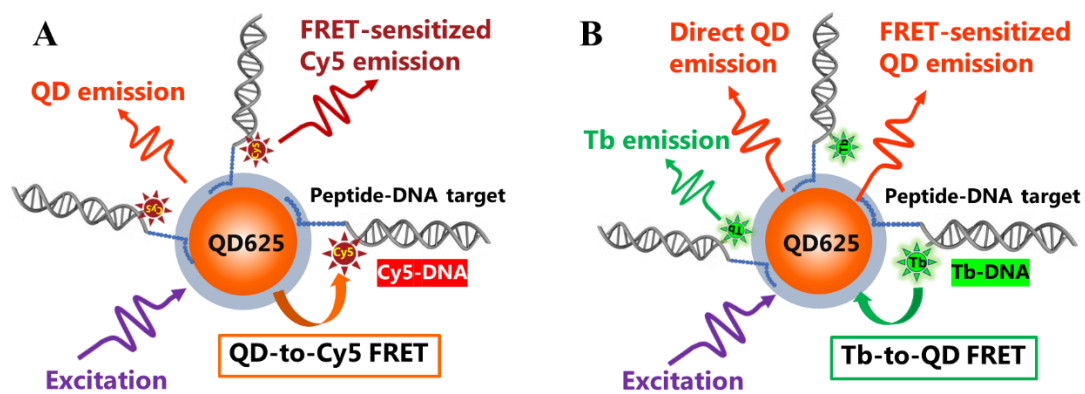 A
FRET-sensitized
Cy5 emission
QD emission
Cy5
Cy5
Peptide-DNA target
QD625
Cy5
Cy5-DNA
QD-to-Cy5 FRET
Excitation
B
Direct QD
emission
FRET-sensitized
QD emission
Tb emission
Tb
Tb
Peptide-DNA target
QD625
Tb
Tb-DNA
Tb-to-QD FRET
Excitation